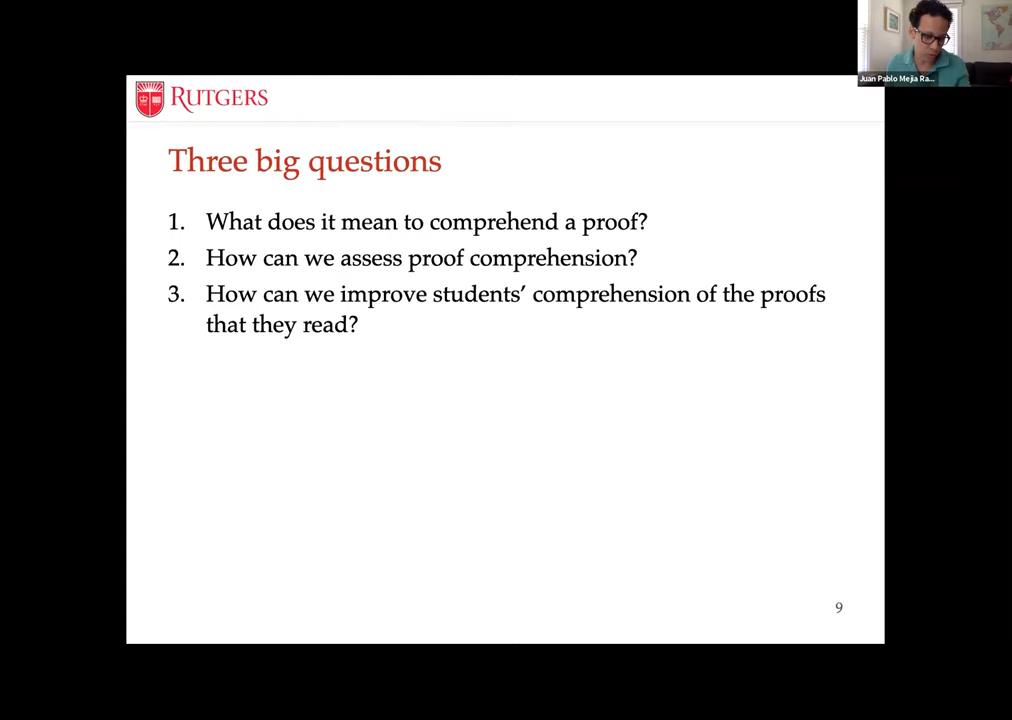 Juan Pablo Mejia Ra...
RUTGERS
Three big questions
1. What does it mean to comprehend a proof?
2. How can we assess proof comprehension?
3. How can we improve students’ comprehension of the proofs
that they read?
9